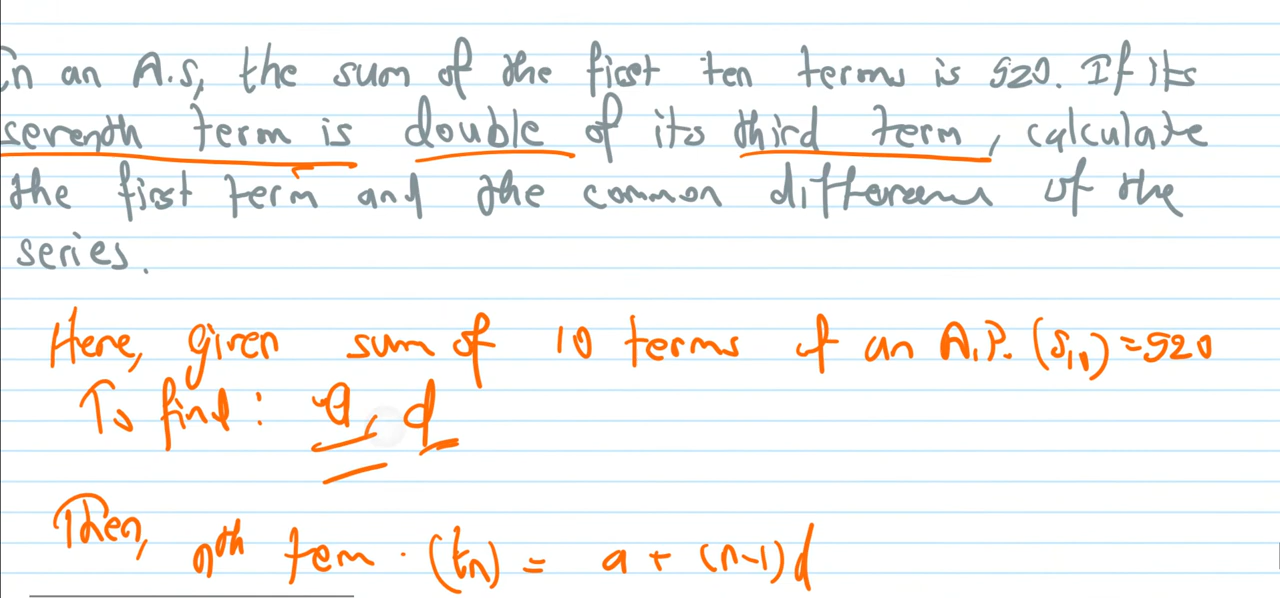 In an A.S, the sum of the first ten terms is 520. If its
seventh term is double of its third term, calculate
the first term and the common difference of the
series.
Here, given sum of 10 terms of an A.P. (S10) = 520
To find: a, d
Then, nth tem. (tn) = a + (n-1)d